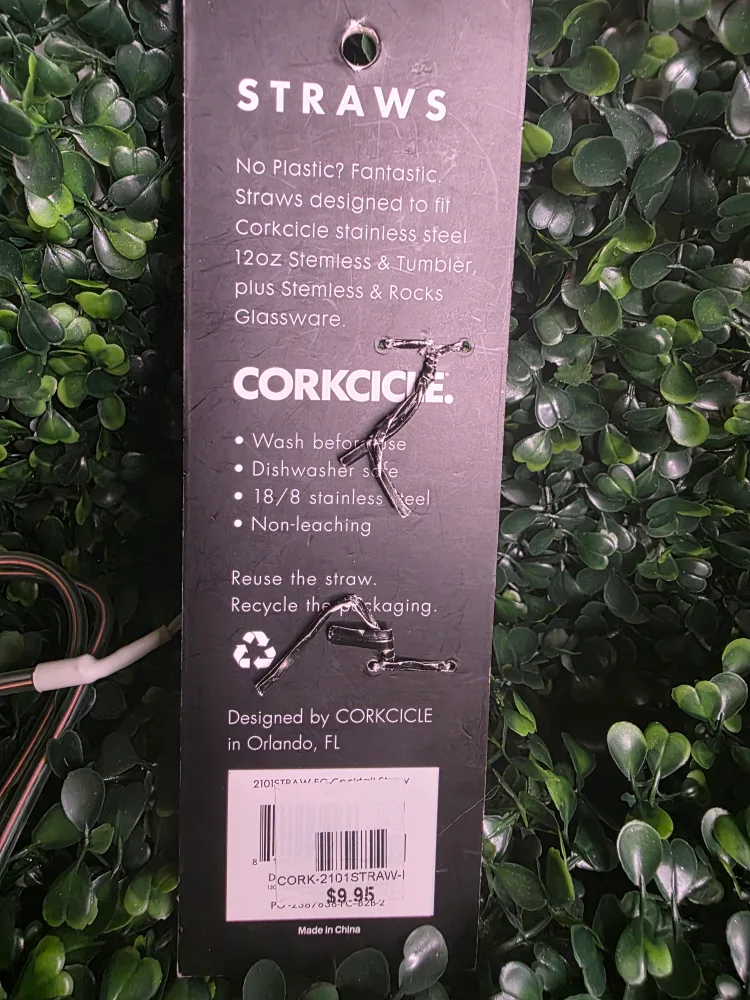 STRAWS
No Plastic? Fantastic.
Straws designed to fit
Corkcicle stainless steel
12oz Stemless & Tumbler,
plus Stemless & Rocks
Glassware.
CORKCICLE.
• Wash before use
• Dishwasher safe
• 18/8 stainless steel
• Non-leaching
Reuse the straw.
Recycle the packaging.
Designed by CORKCICLE
in Orlando, FL
8
CORK-2101STRAW-I
$9.95
Made in China